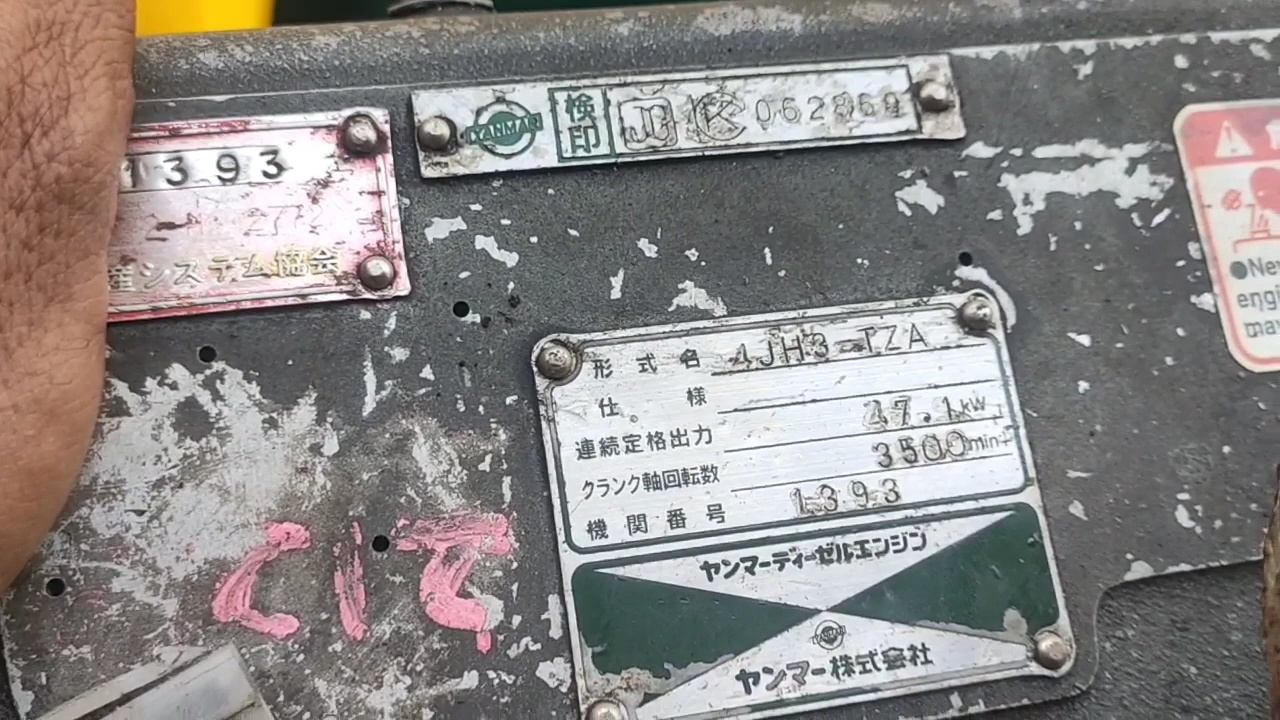 1393
産システム協会
YANMAR 検印 JG 062869
形式名 4JH3-TZA
仕様
連続定格出力 47.1kW
クランク軸回転数 3500min-1
機関番号 1393
ヤンマーディーゼルエンジン
YANMAR
ヤンマー株式会社
●Nev
engi
ma